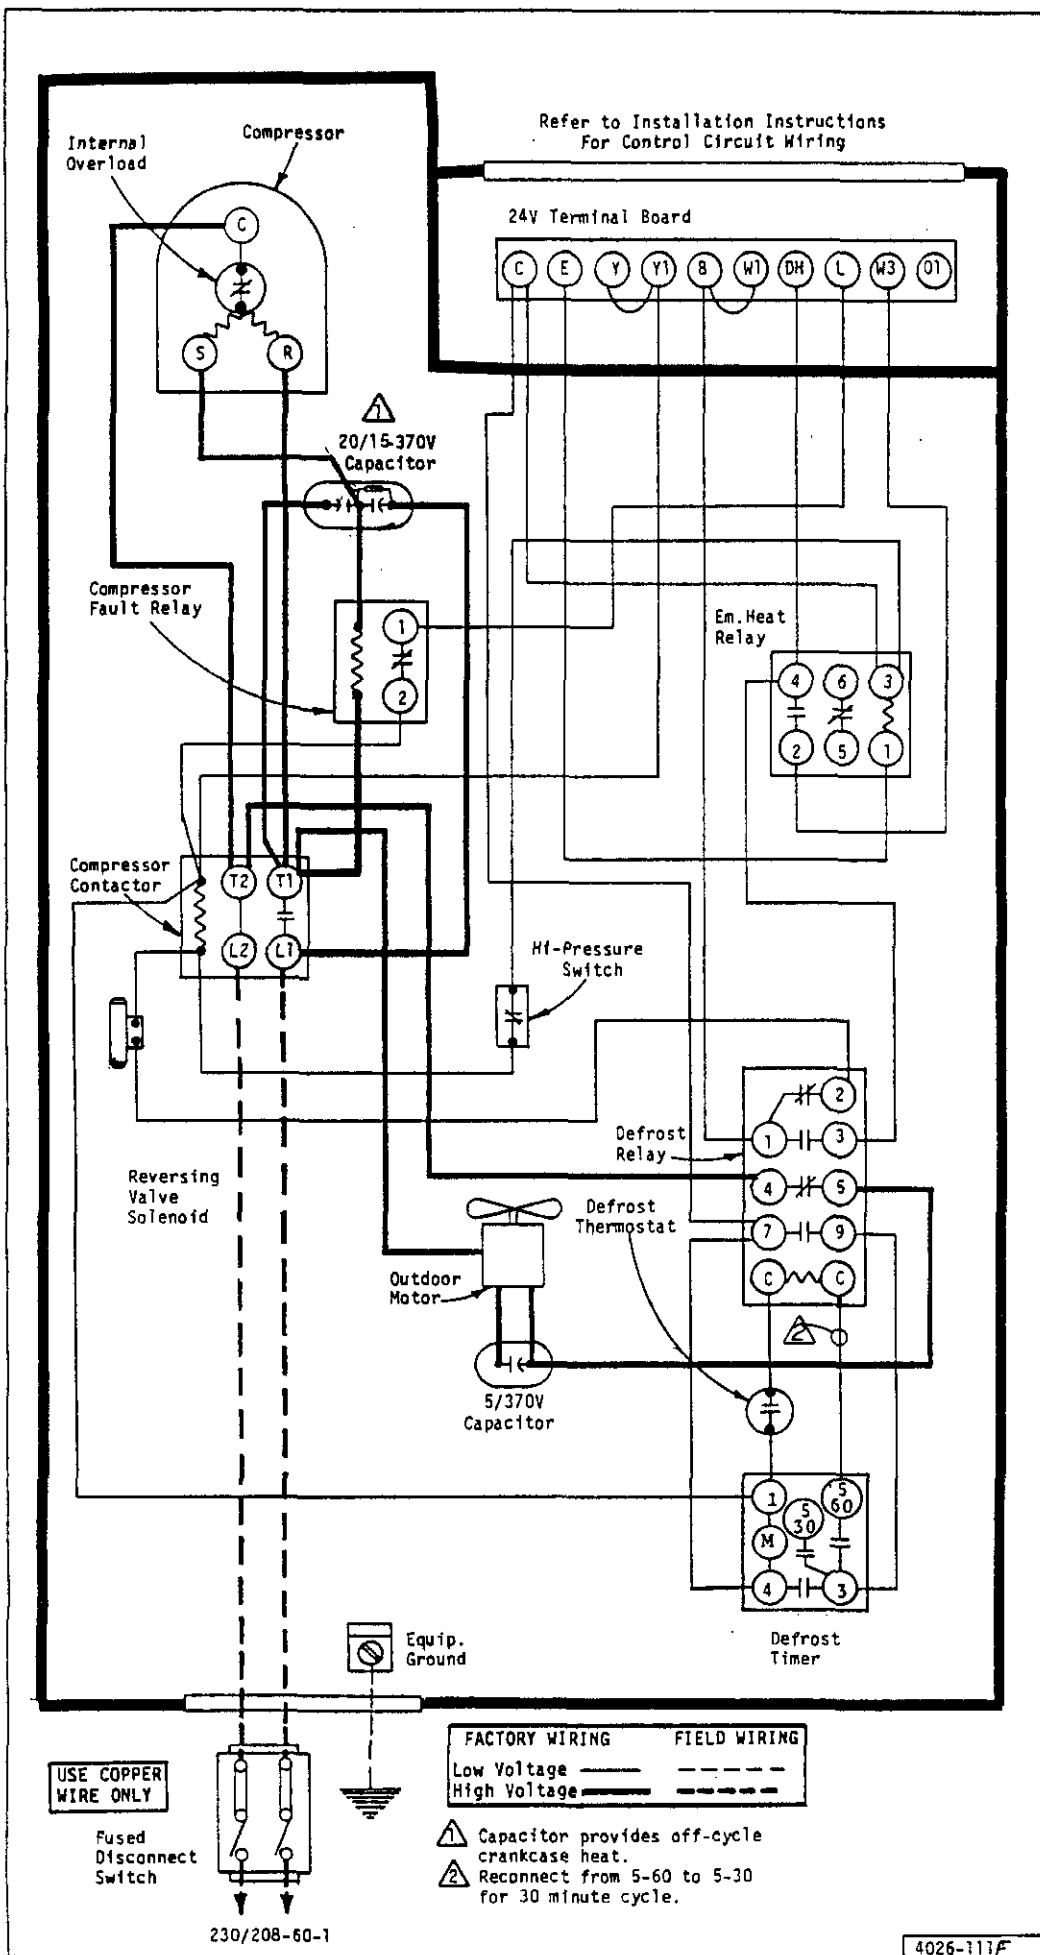 Internal
Overload
Compressor
Refer to Installation Instructions
For Control Circuit Wiring
24V Terminal Board
C E Y Y1 B W1 DH L W3 O1
C
S R
1
20/15-370V
Capacitor
Compressor
Fault Relay
1
2
Em.Heat
Relay
4 6 3
2 5 1
Compressor
Contactor
T2 T1
L2 L1
Hi-Pressure
Switch
Defrost
Relay
2
1 3
4 5
7 9
C C
2
Reversing
Valve
Solenoid
Defrost
Thermostat
Outdoor
Motor
5/370V
Capacitor
1
5
30
5
60
M
4 3
Defrost
Timer
Equip.
Ground
FACTORY WIRING FIELD WIRING
Low Voltage
High Voltage
USE COPPER
WIRE ONLY
Fused
Disconnect
Switch
1 Capacitor provides off-cycle
crankcase heat.
2 Reconnect from 5-60 to 5-30
for 30 minute cycle.
230/208-60-1
4026-111F